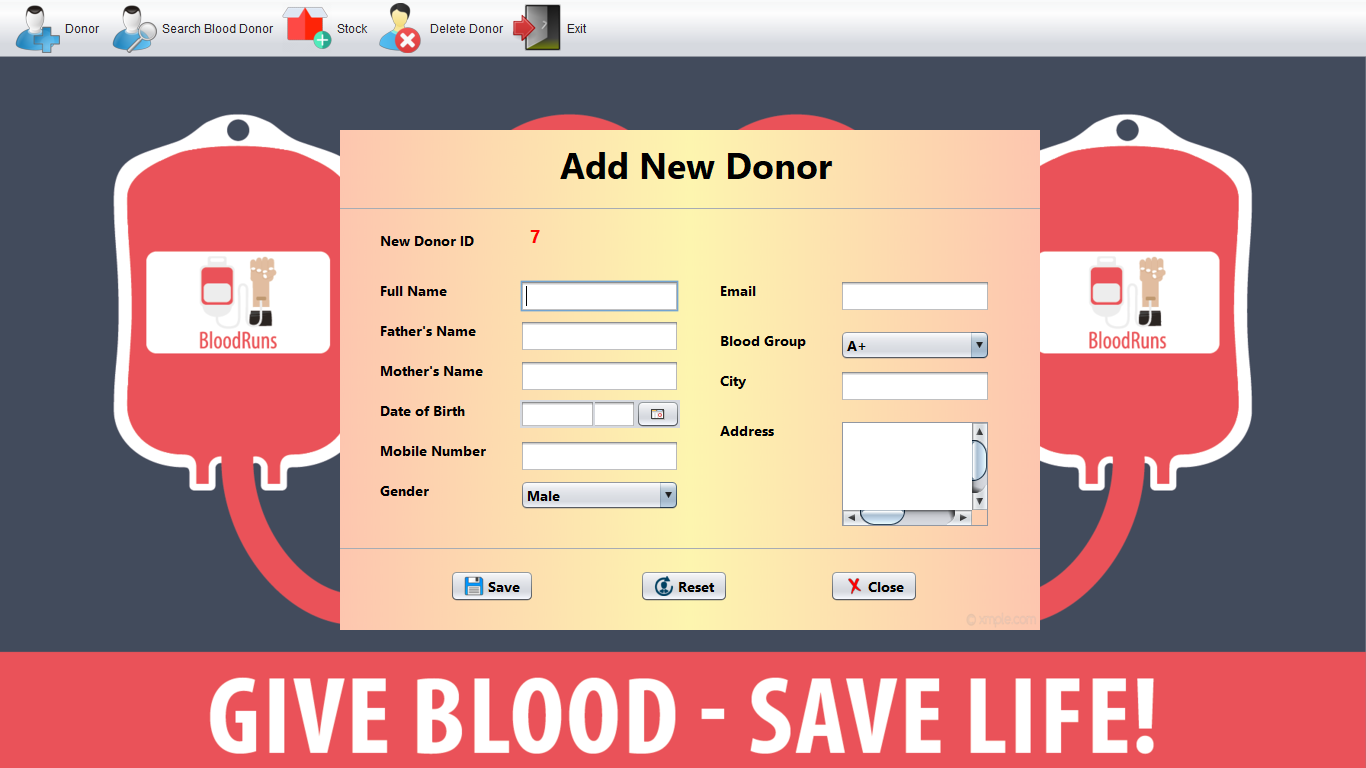 Donor
Search Blood Donor
Stock
Delete Donor
Exit
Add New Donor
New Donor ID
7
Full Name
Email
Father's Name
Blood Group
A+
Mother's Name
City
Date of Birth
Address
Mobile Number
Gender
Male
Save
Reset
Close
© xmple.com
BloodRuns
BloodRuns
GIVE BLOOD - SAVE LIFE!